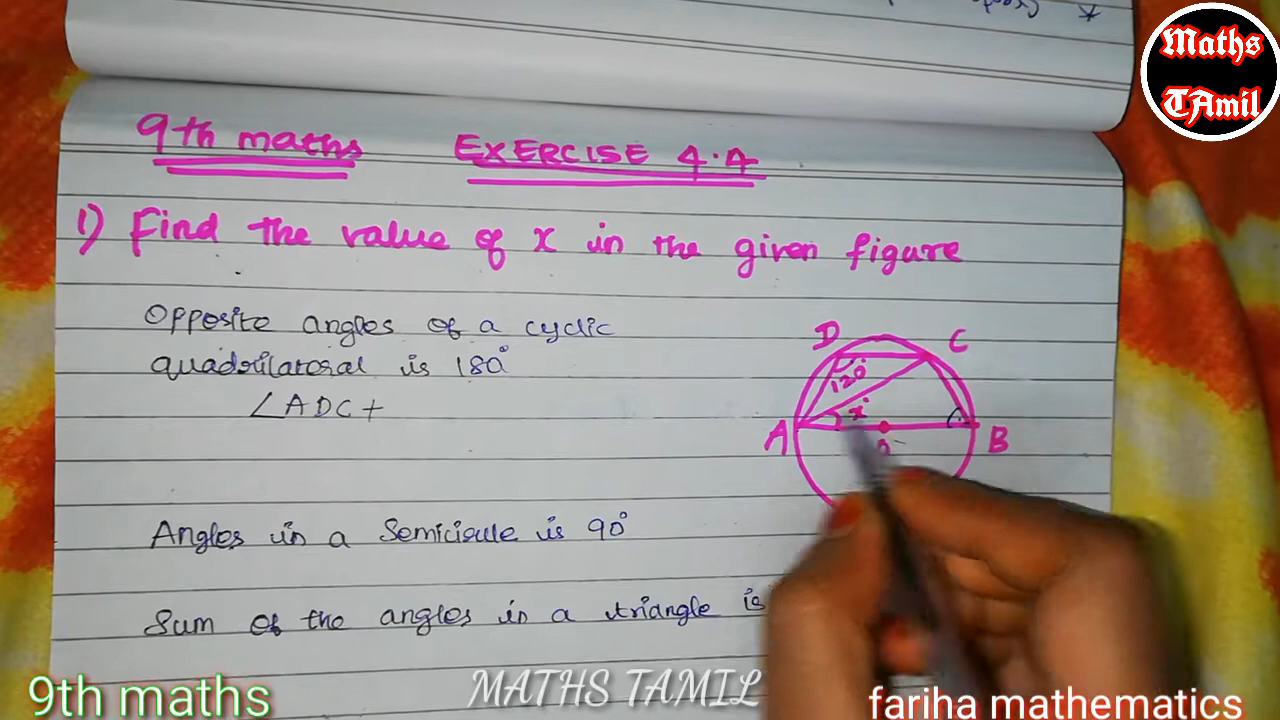 Maths
TAmil
9th maths EXERCISE 4.4
1) Find the value of x in the given figure
Opposite angles of a cyclic
quadrilateral is 180°
∠ADC +
D C
120°
x°
A B
Angles in a Semicircle is 90°
Sum of the angles in a triangle is
9th maths
MATHS TAMIL
fariha mathematics